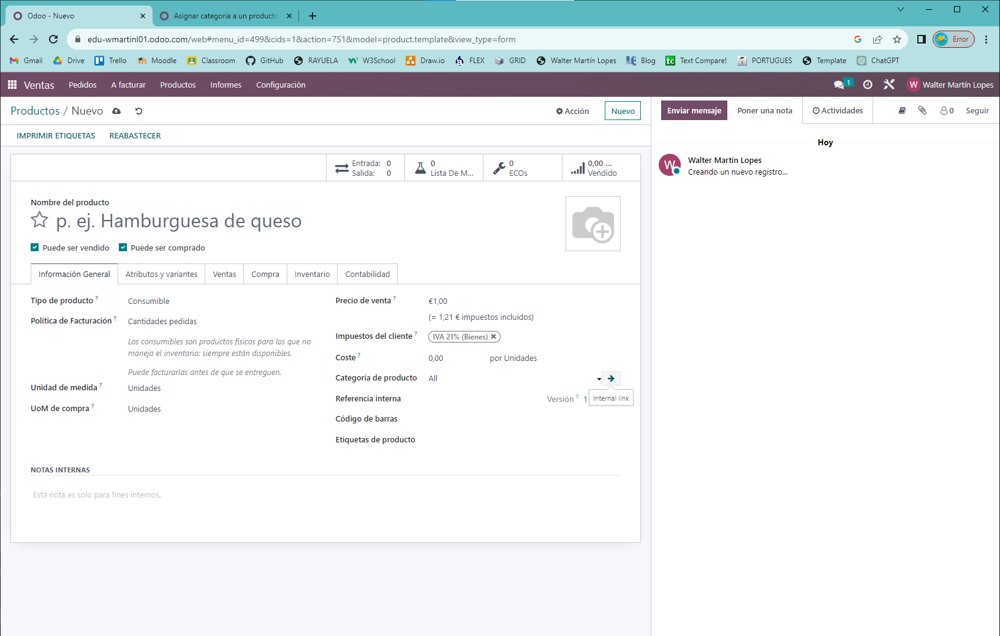 Odoo - Nuevo
Asignar categoria a un producto
edu-wmartinl01.odoo.com/web#menu_id=499&cids=1&action=751&model=product.template&view_type=form
Error
Gmail Drive Trello Moodle Classroom GitHub RAYUELA W3School Draw.io FLEX GRID Walter Martín Lopes Blog Text Compare! PORTUGUES Template ChatGPT
Ventas Pedidos A facturar Productos Informes Configuración 1 W Walter Martín Lopes
Productos / Nuevo Acción Nuevo
Enviar mensaje Poner una nota Actividades 0 Seguir
IMPRIMIR ETIQUETAS REABASTECER
Hoy
W Walter Martín Lopes
Creando un nuevo registro...
Entrada: 0
Salida: 0
0
Lista De M...
0
ECOs
0,00 ...
Vendido
Nombre del producto
p. ej. Hamburguesa de queso
Puede ser vendido Puede ser comprado
Información General Atributos y variantes Ventas Compra Inventario Contabilidad
Tipo de producto ? Consumible
Política de Facturación ? Cantidades pedidas
Los consumibles son productos físicos para los que no
maneja el inventario: siempre están disponibles.
Puede facturarlas antes de que se entreguen.
Unidad de medida ? Unidades
UoM de compra ? Unidades
Precio de venta ? €1,00
(= 1,21 € impuestos incluidos)
Impuestos del cliente ? IVA 21% (Bienes)
Coste ? 0,00 por Unidades
Categoría de producto All
Internal link
Referencia interna Versión ? 1
Código de barras
Etiquetas de producto
NOTAS INTERNAS
Esta nota es solo para fines internos.